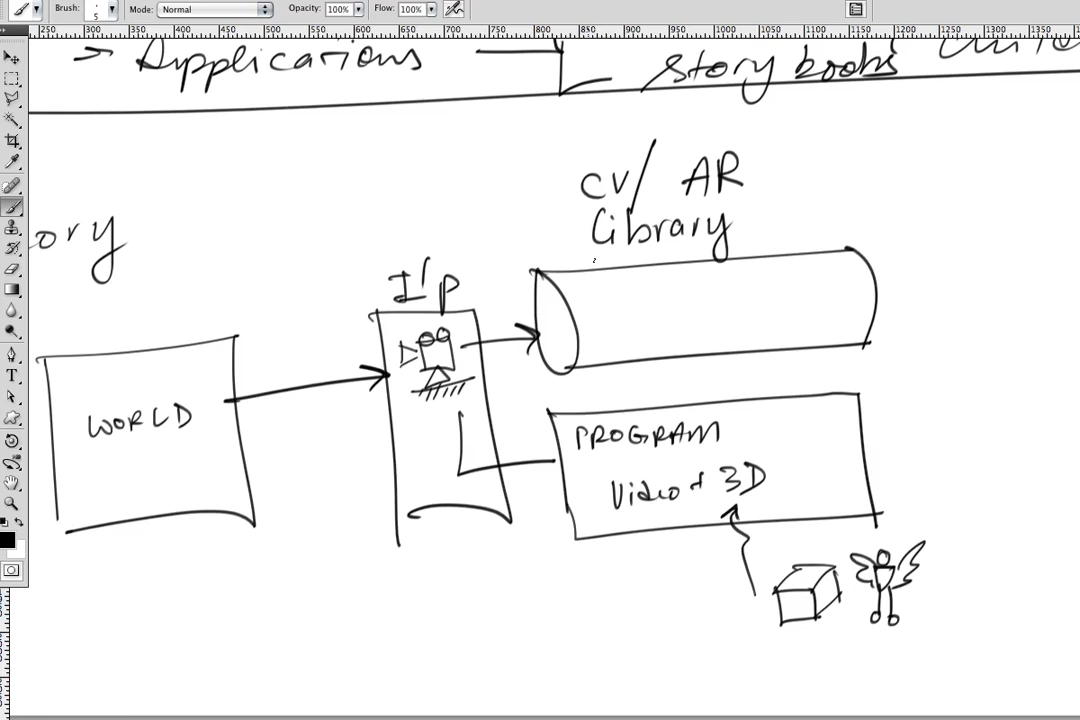 Brush: 5 Mode: Normal Opacity: 100% Flow: 100%
250 300 350 400 450 500 550 600 650 700 750 800 850 900 950 1000 1050 1100 1150 1200 1250 1300 1350
→ Applications story books
ory
CV/ AR
Library
I/p
WORLD
PROGRAM
Video + 3D